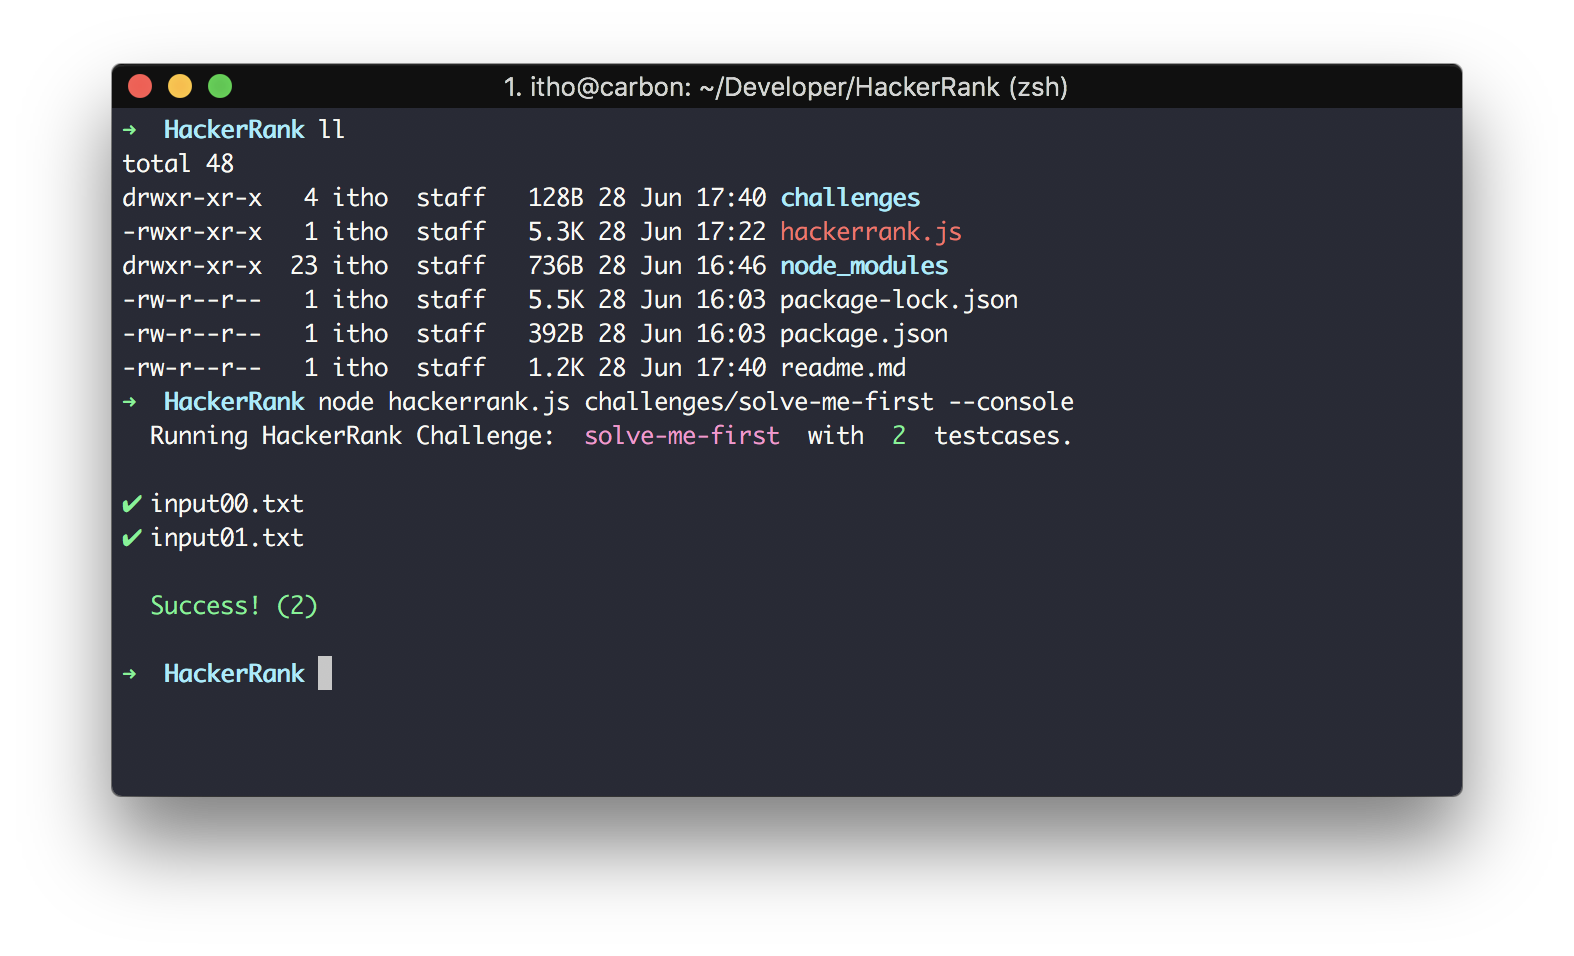 1. itho@carbon: ~/Developer/HackerRank (zsh)
➜  HackerRank ll
total 48
drwxr-xr-x   4 itho  staff   128B 28 Jun 17:40 challenges
-rwxr-xr-x   1 itho  staff   5.3K 28 Jun 17:22 hackerrank.js
drwxr-xr-x  23 itho  staff   736B 28 Jun 16:46 node_modules
-rw-r--r--   1 itho  staff   5.5K 28 Jun 16:03 package-lock.json
-rw-r--r--   1 itho  staff   392B 28 Jun 16:03 package.json
-rw-r--r--   1 itho  staff   1.2K 28 Jun 17:40 readme.md
➜  HackerRank node hackerrank.js challenges/solve-me-first --console
  Running HackerRank Challenge:  solve-me-first  with  2  testcases.
✔ input00.txt
✔ input01.txt
  Success! (2)
➜  HackerRank